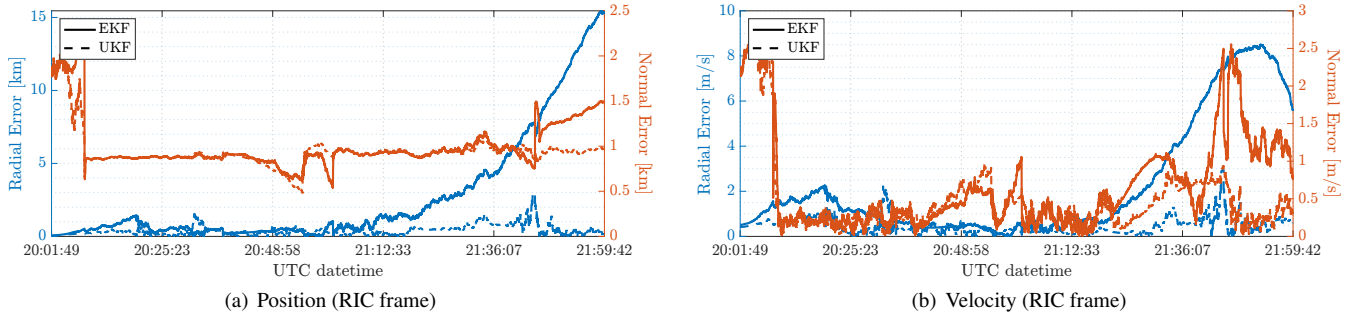 EKF
UKF
Radial Error [km]
15
10
5
0
Normal Error [km]
2.5
2
1.5
1
0.5
0
20:01:49 20:25:23 20:48:58 21:12:33 21:36:07 21:59:42
UTC datetime
(a) Position (RIC frame)
EKF
UKF
Radial Error [m/s]
10
8
6
4
2
0
Normal Error [m/s]
3
2.5
2
1.5
1
0.5
0
20:01:49 20:25:23 20:48:58 21:12:33 21:36:07 21:59:42
UTC datetime
(b) Velocity (RIC frame)